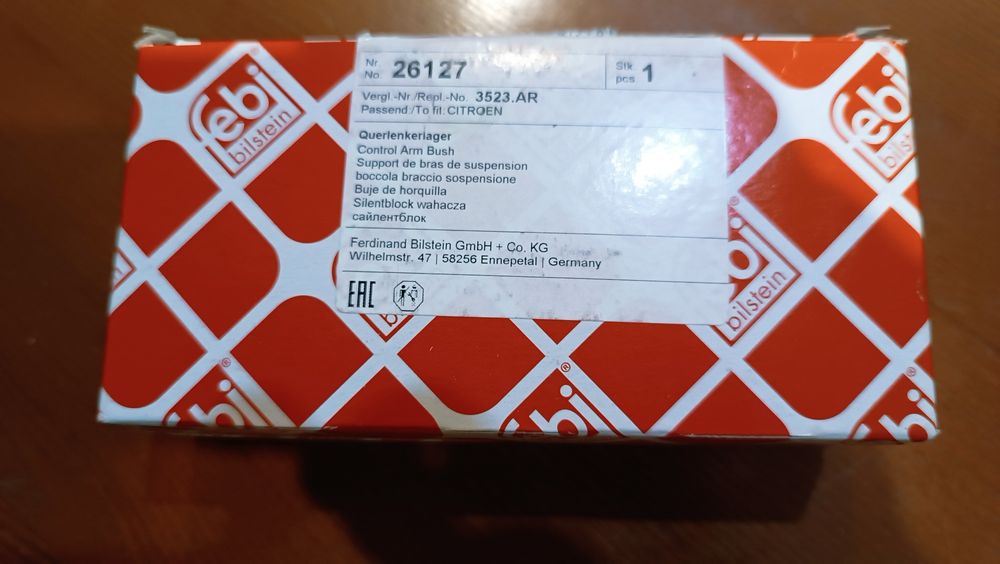 febi
bilstein
Nr.
No. 26127
Stk.
pcs. 1
Vergl.-Nr./Repl.-No. 3523.AR
Passend./To fit: CITROEN
Querlenkerlager
Control Arm Bush
Support de bras de suspension
boccola braccio sospensione
Buje de horquilla
Silentblock wahacza
сайлентблок
Ferdinand Bilstein GmbH + Co. KG
Wilhelmstr. 47 | 58256 Ennepetal | Germany
EAC
febi
bilstein
bilstein